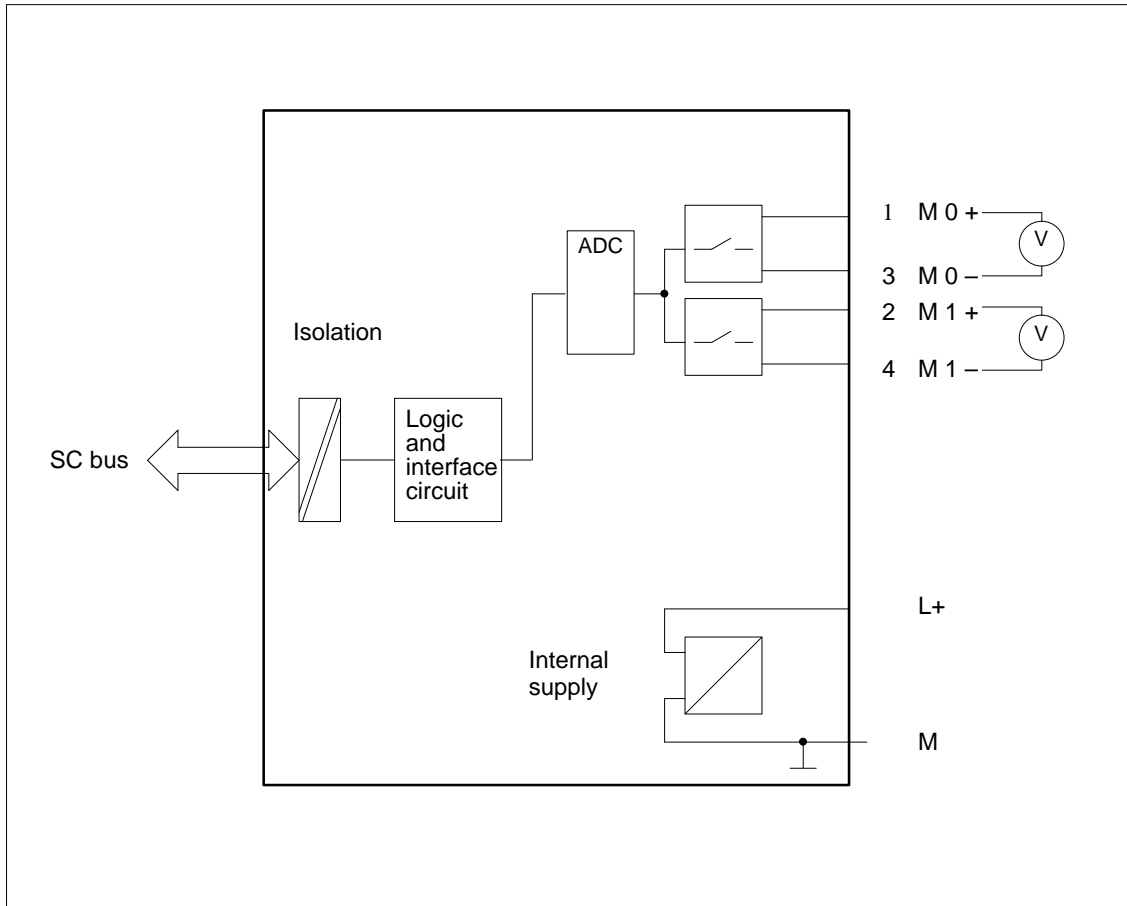 1 M 0 +
V
ADC
3 M 0 –
2 M 1 +
Isolation
V
4 M 1 –
Logic
and
interface
circuit
SC bus
L+
Internal
supply
M